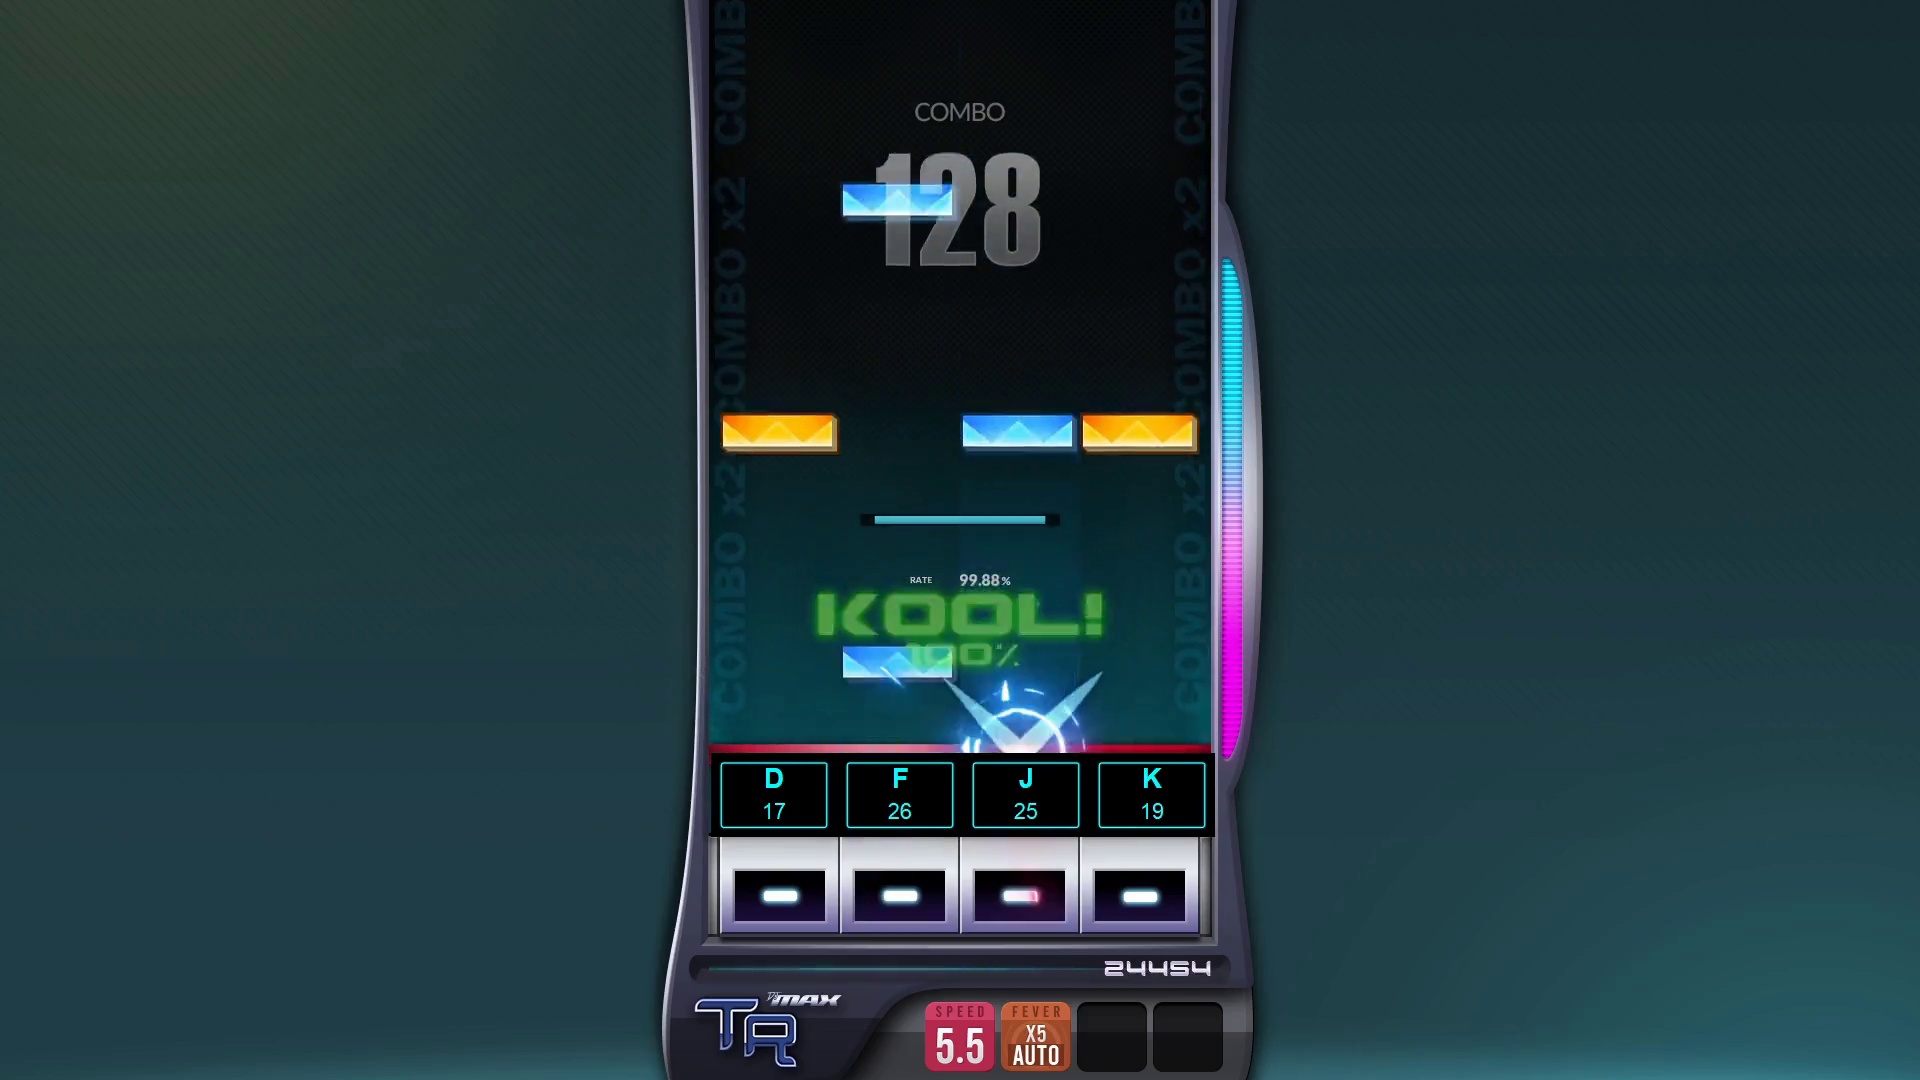 COMBO
128
COMBO x2 COMBO x2 COMBO
COMBO x2 COMBO x2 COMBO
RATE 99.88%
KOOL!
100%
D F J K
17 26 25 19
24454
MAX
TR
SPEED
5.5
FEVER
X5
AUTO